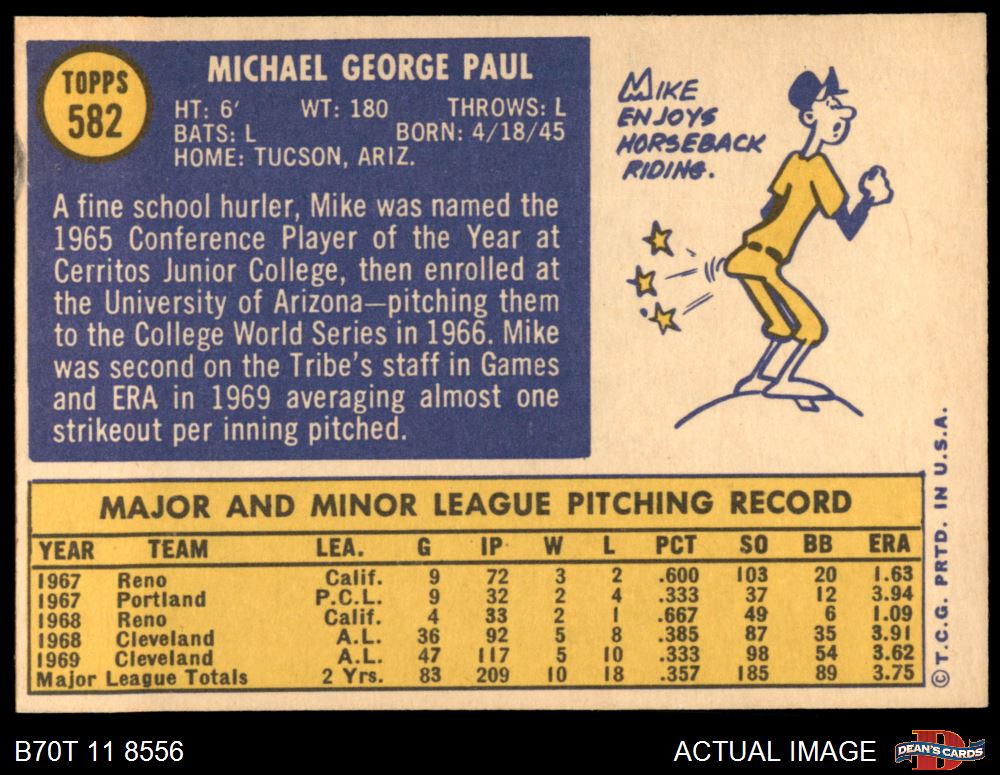 TOPPS
582
MICHAEL GEORGE PAUL
HT: 6' WT: 180 THROWS: L
BATS: L BORN: 4/18/45
HOME: TUCSON, ARIZ.
A fine school hurler, Mike was named the
1965 Conference Player of the Year at
Cerritos Junior College, then enrolled at
the University of Arizona—pitching them
to the College World Series in 1966. Mike
was second on the Tribe's staff in Games
and ERA in 1969 averaging almost one
strikeout per inning pitched.
MIKE
ENJOYS
HORSEBACK
RIDING.
MAJOR AND MINOR LEAGUE PITCHING RECORD
YEAR TEAM LEA. G IP W L PCT SO BB ERA
1967 Reno Calif. 9 72 3 2 .600 103 20 1.63
1967 Portland P.C.L. 9 32 2 4 .333 37 12 3.94
1968 Reno Calif. 4 33 2 1 .667 49 6 1.09
1968 Cleveland A.L. 36 92 5 8 .385 87 35 3.91
1969 Cleveland A.L. 47 117 5 10 .333 98 54 3.62
Major League Totals 2 Yrs. 83 209 10 18 .357 185 89 3.75
©T.C.G. PRTD. IN U.S.A.
B70T 11 8556
ACTUAL IMAGE
D
DEAN'S CARDS